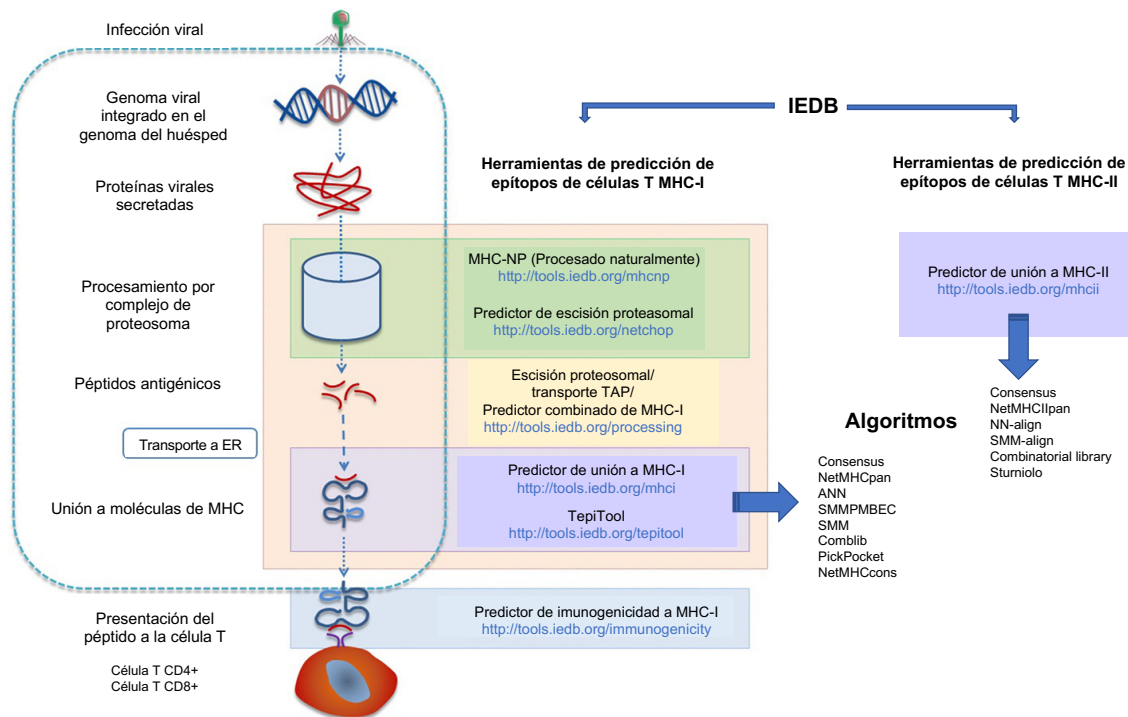 Infección viral
Genoma viral
integrado en el
genoma del huésped
Proteínas virales
secretadas
Procesamiento por
complejo de
proteosoma
Péptidos antigénicos
Transporte a ER
Unión a moléculas de MHC
Presentación del
péptido a la célula T
Célula T CD4+
Célula T CD8+
IEDB
Herramientas de predicción de
epítopos de células T MHC-I
MHC-NP (Procesado naturalmente)
http://tools.iedb.org/mhcnp
Predictor de escisión proteasomal
http://tools.iedb.org/netchop
Escisión proteosomal/
transporte TAP/
Predictor combinado de MHC-I
http://tools.iedb.org/processing
Predictor de unión a MHC-I
http://tools.iedb.org/mhci
TepiTool
http://tools.iedb.org/tepitool
Predictor de imunogenicidad a MHC-I
http://tools.iedb.org/immunogenicity
Herramientas de predicción de
epítopos de células T MHC-II
Predictor de unión a MHC-II
http://tools.iedb.org/mhcii
Algoritmos
Consensus
NetMHCpan
ANN
SMMPMBEC
SMM
Comblib
PickPocket
NetMHCcons
Consensus
NetMHCIIpan
NN-align
SMM-align
Combinatorial library
Sturniolo